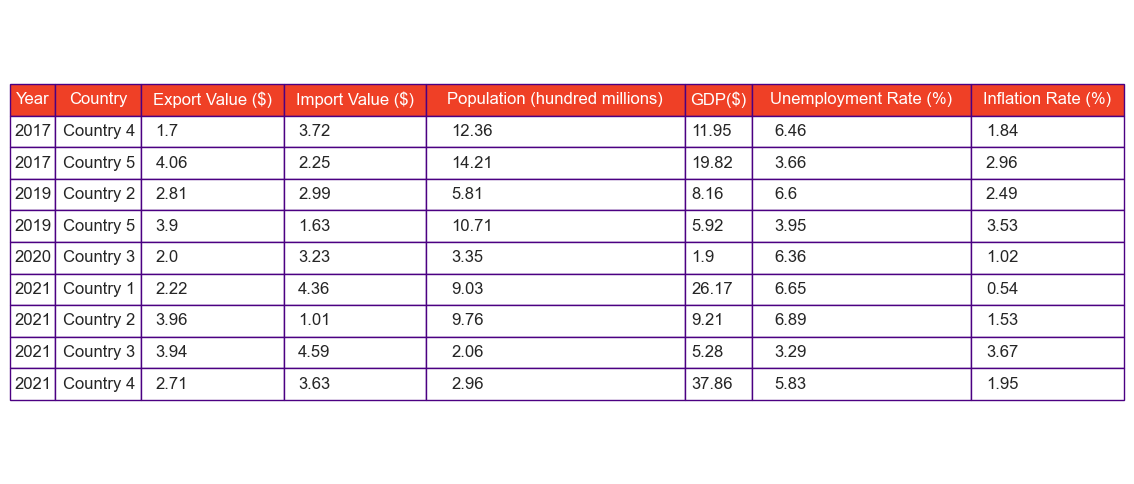 Year Country Export Value ($) Import Value ($) Population (hundred millions) GDP($) Unemployment Rate (%) Inflation Rate (%)
2017 Country 4 1.7 3.72 12.36 11.95 6.46 1.84
2017 Country 5 4.06 2.25 14.21 19.82 3.66 2.96
2019 Country 2 2.81 2.99 5.81 8.16 6.6 2.49
2019 Country 5 3.9 1.63 10.71 5.92 3.95 3.53
2020 Country 3 2.0 3.23 3.35 1.9 6.36 1.02
2021 Country 1 2.22 4.36 9.03 26.17 6.65 0.54
2021 Country 2 3.96 1.01 9.76 9.21 6.89 1.53
2021 Country 3 3.94 4.59 2.06 5.28 3.29 3.67
2021 Country 4 2.71 3.63 2.96 37.86 5.83 1.95